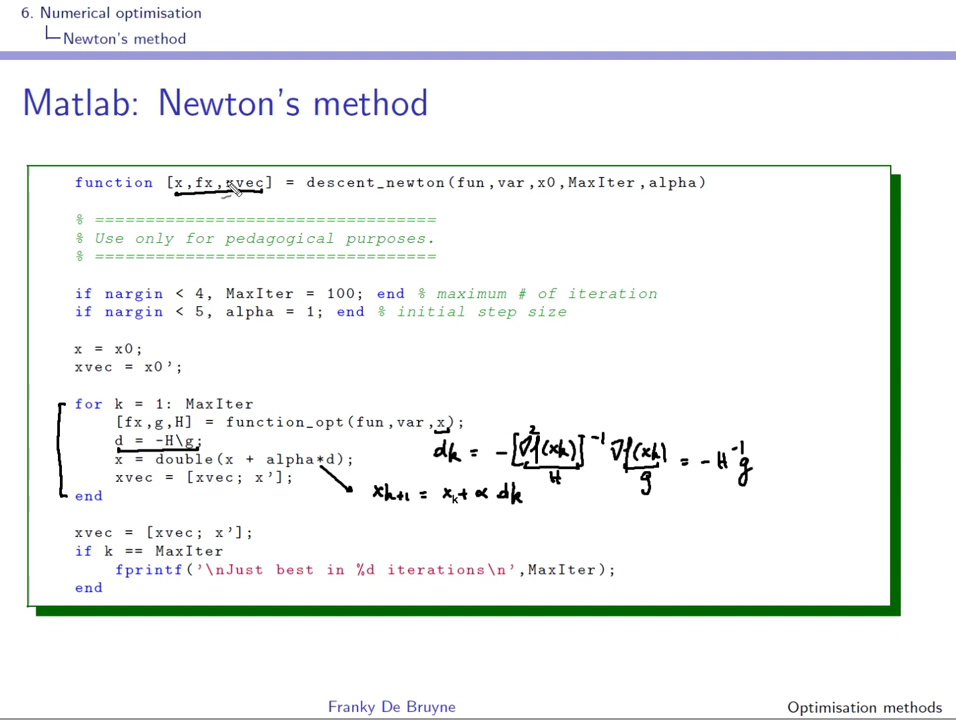 6. Numerical optimisation
Newton's method
Matlab: Newton's method
function [x,fx,xvec] = descent_newton(fun,var,x0,MaxIter,alpha)
% ==================================
% Use only for pedagogical purposes.
% ==================================
if nargin < 4, MaxIter = 100; end % maximum # of iteration
if nargin < 5, alpha = 1; end % initial step size
x = x0;
xvec = x0';
for k = 1: MaxIter
[fx,g,H] = function_opt(fun,var,x);
d = -H\g;
x = double(x + alpha*d);
xvec = [xvec; x'];
end
dk = - [∇²f(xk)]⁻¹ ∇f(xk) = - H⁻¹ g
H g
xk+1 = xk + α dk
xvec = [xvec; x'];
if k == MaxIter
fprintf('\nJust best in %d iterations\n',MaxIter);
end
Franky De Bruyne Optimisation methods